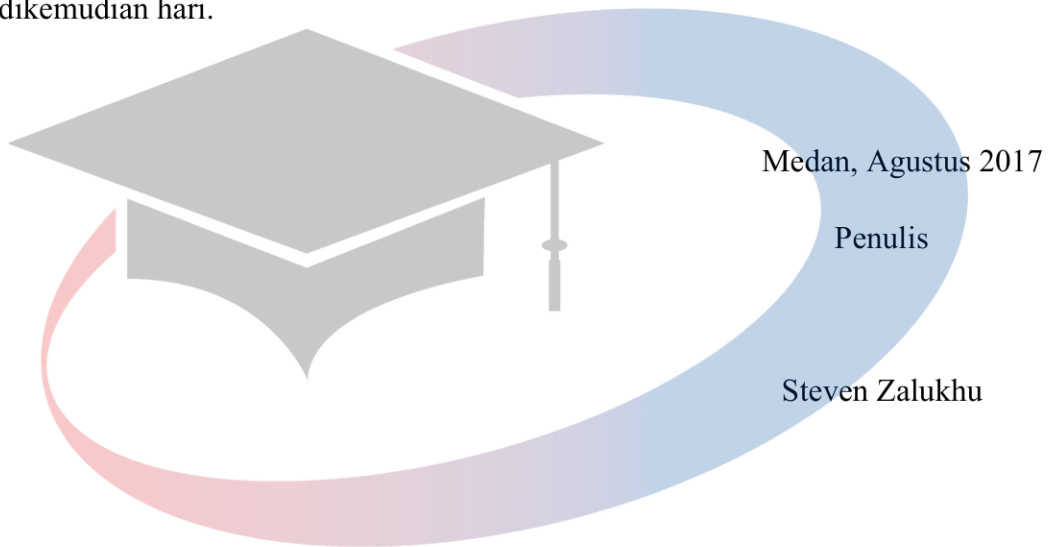 dikemudian hari.
Medan, Agustus 2017
Penulis
Steven Zalukhu